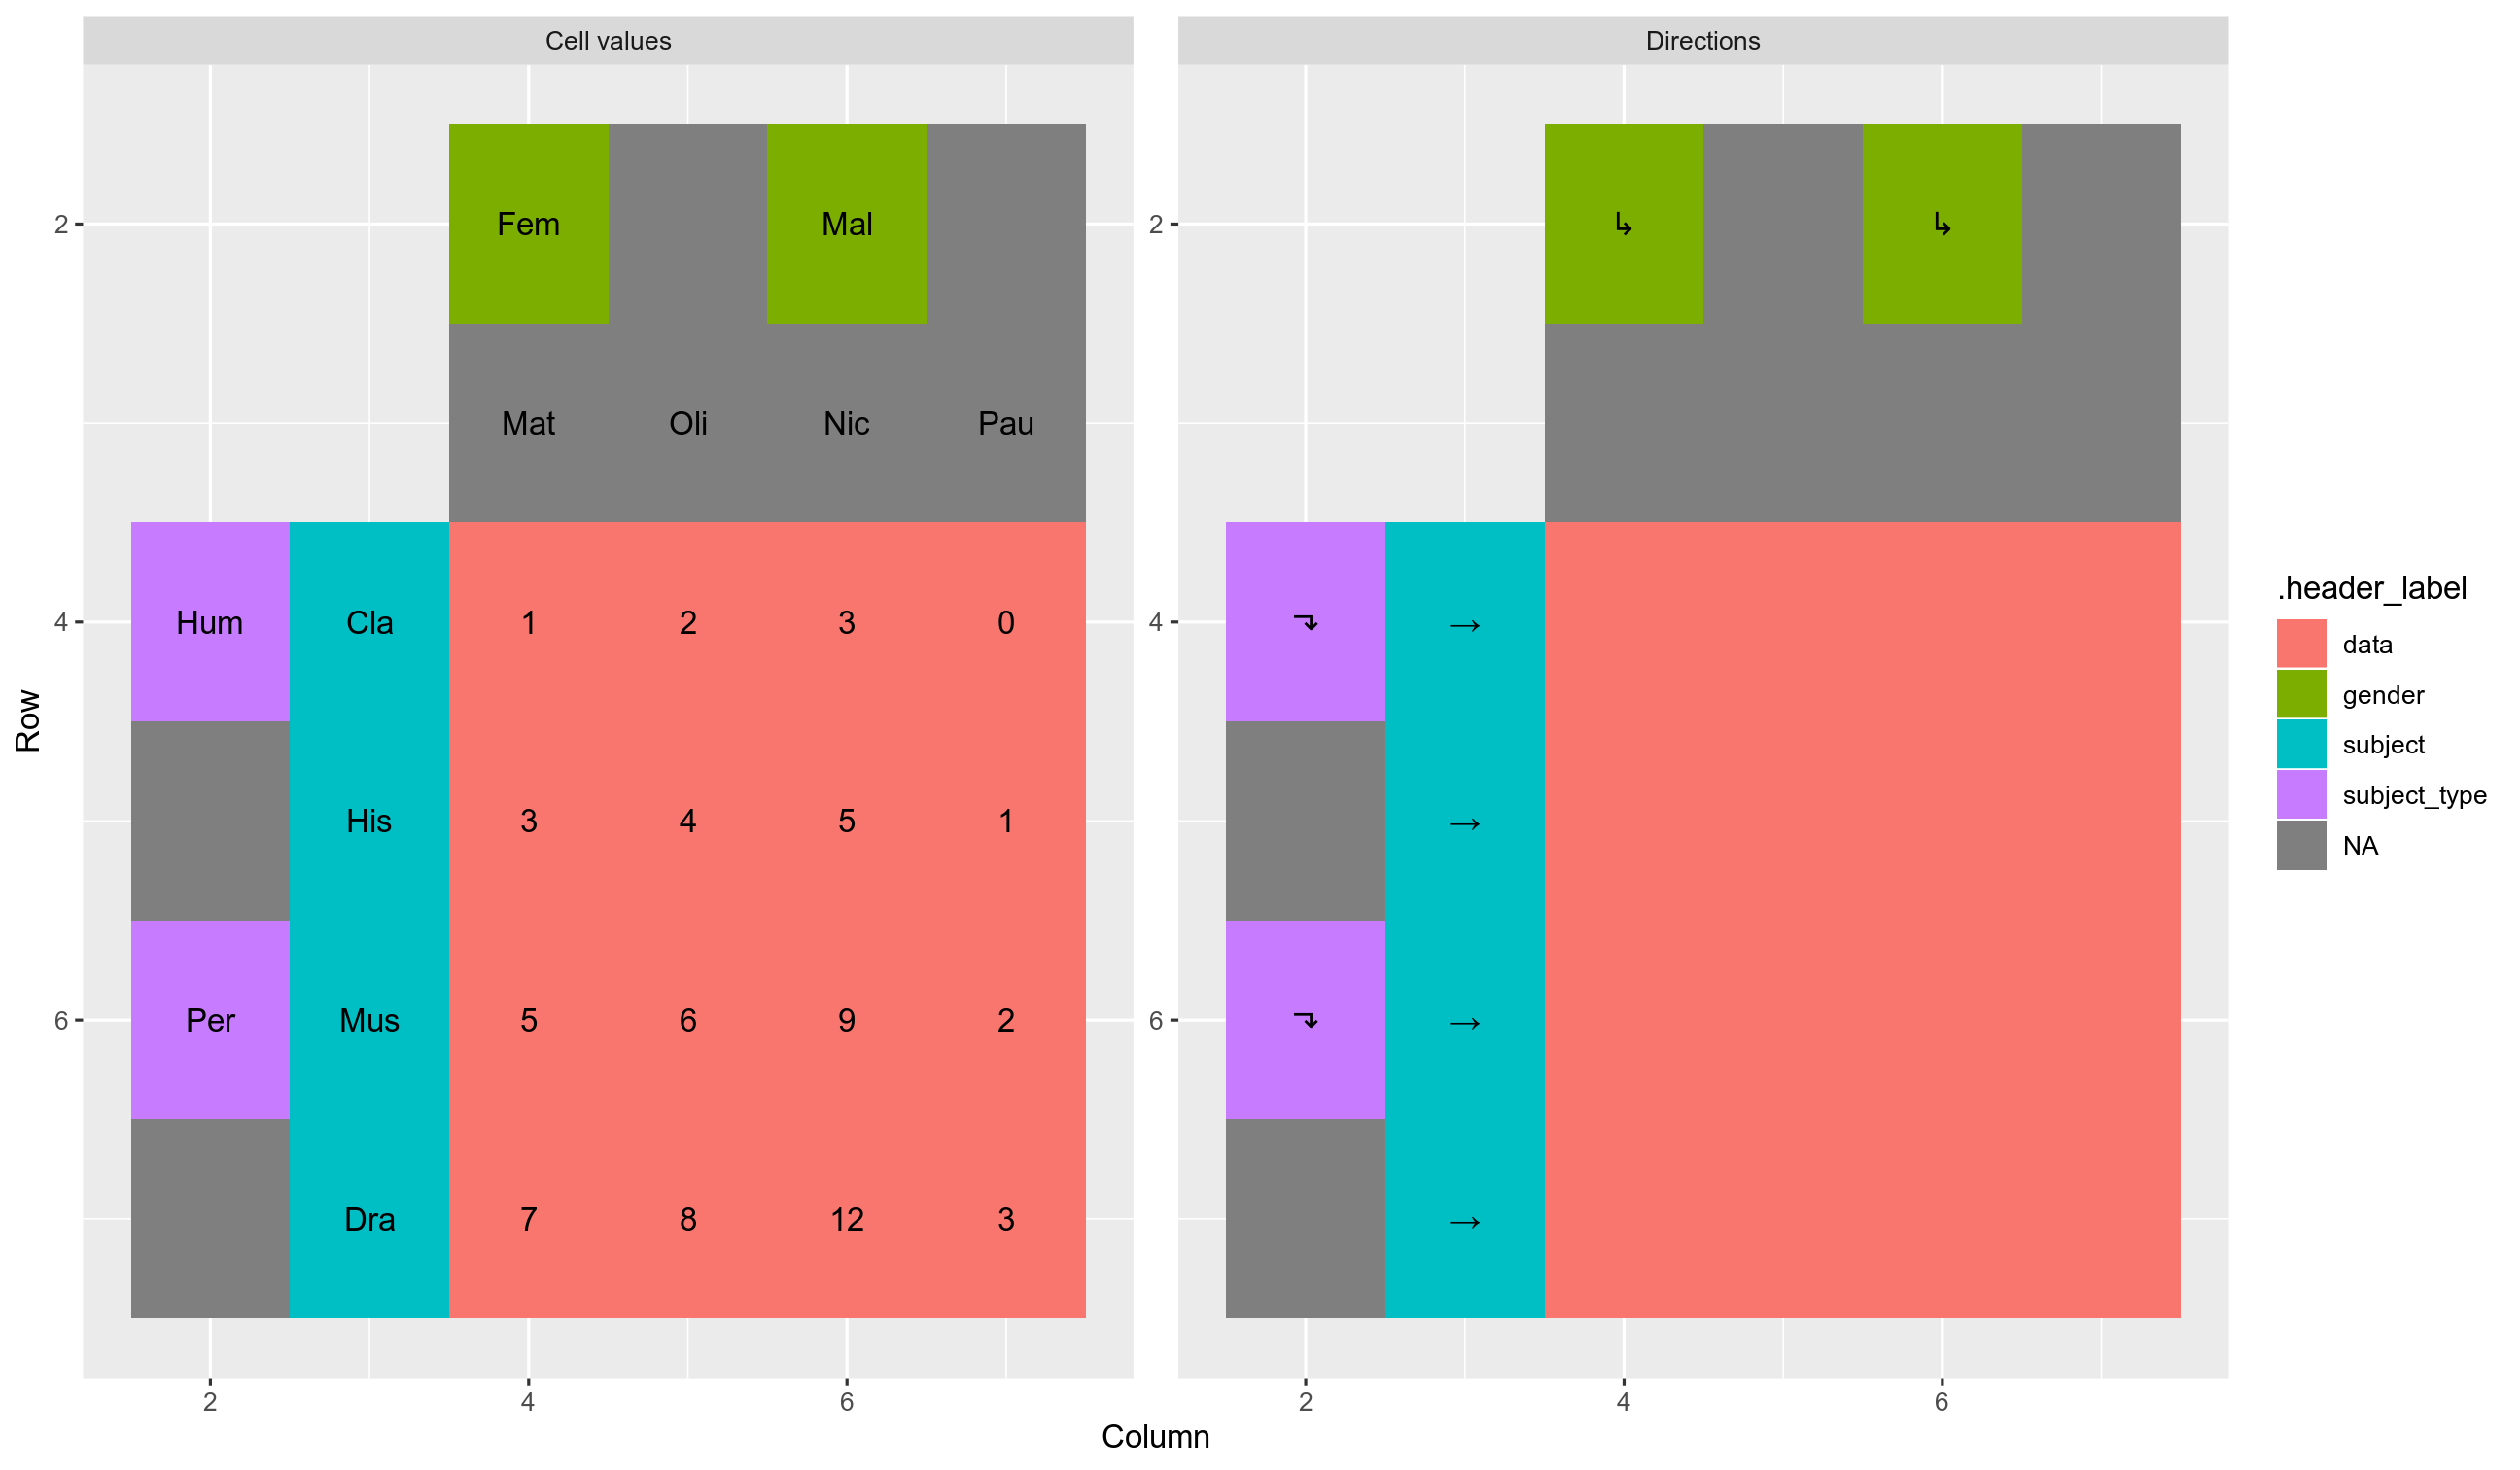 Cell values
Directions
Fem Mal
Mat Oli Nic Pau
Hum Cla 1 2 3 0
His 3 4 5 1
Per Mus 5 6 9 2
Dra 7 8 12 3
2
4
6
2 4 6
Row
↳ ↳
↴ →
→
↴ →
→
2
4
6
2 4 6
Column
.header_label
data
gender
subject
subject_type
NA